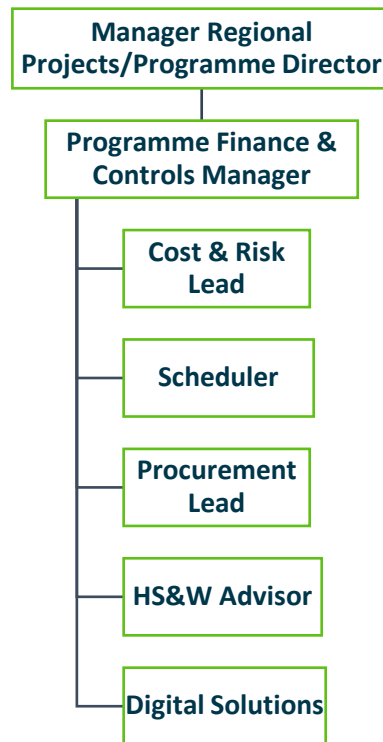 Manager Regional
Projects/Programme Director
Programme Finance &
Controls Manager
Cost & Risk
Lead
Scheduler
Procurement
Lead
HS&W Advisor
Digital Solutions